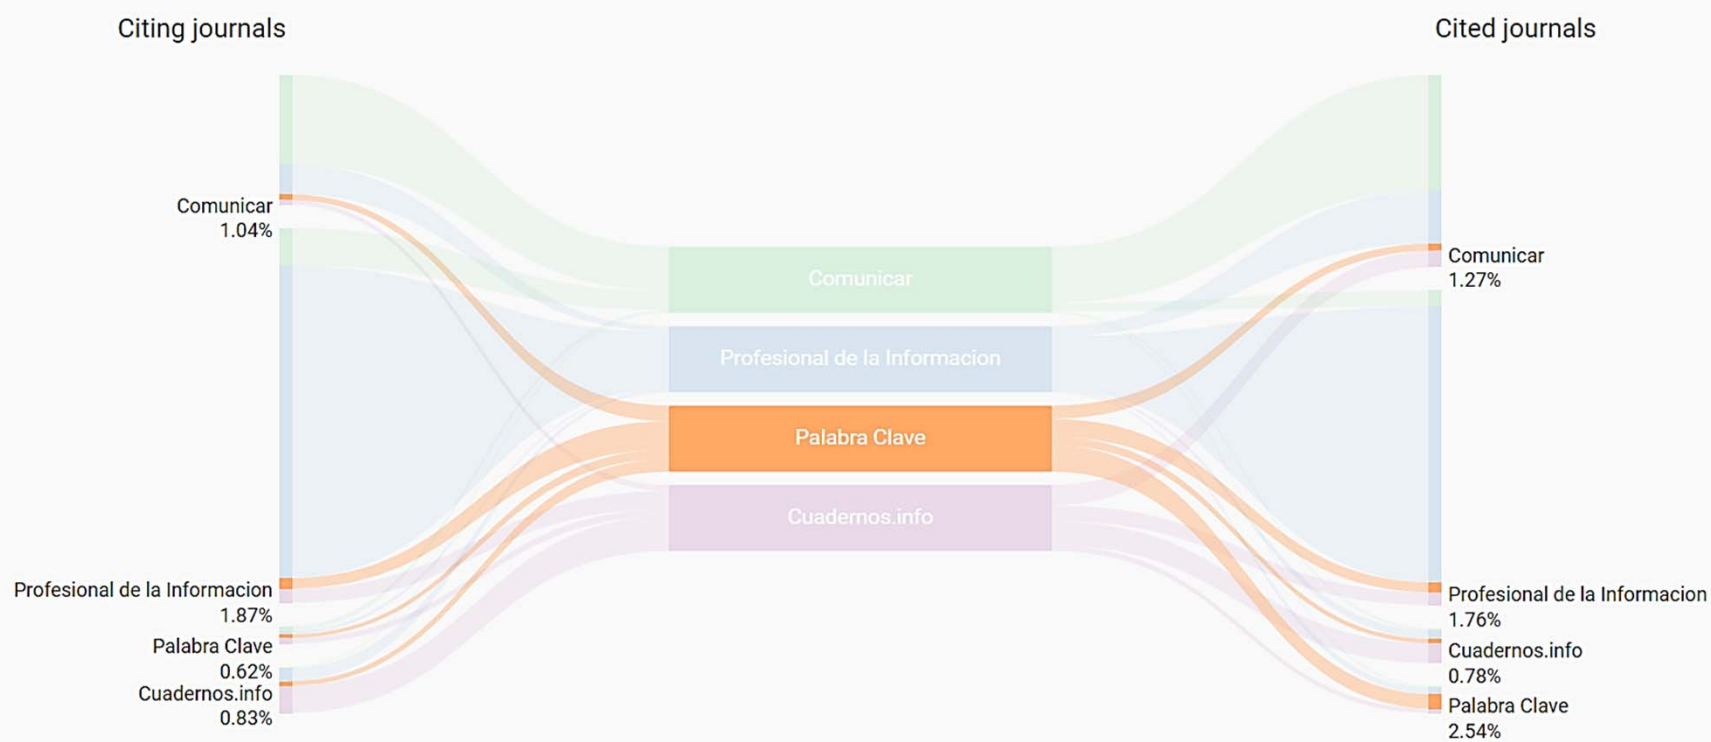 Citing journals
Cited journals
Comunicar
1.04%
Profesional de la Informacion
1.87%
Palabra Clave
0.62%
Cuadernos.info
0.83%
Comunicar
Profesional de la Informacion
Palabra Clave
Cuadernos.info
Comunicar
1.27%
Profesional de la Informacion
1.76%
Cuadernos.info
0.78%
Palabra Clave
2.54%